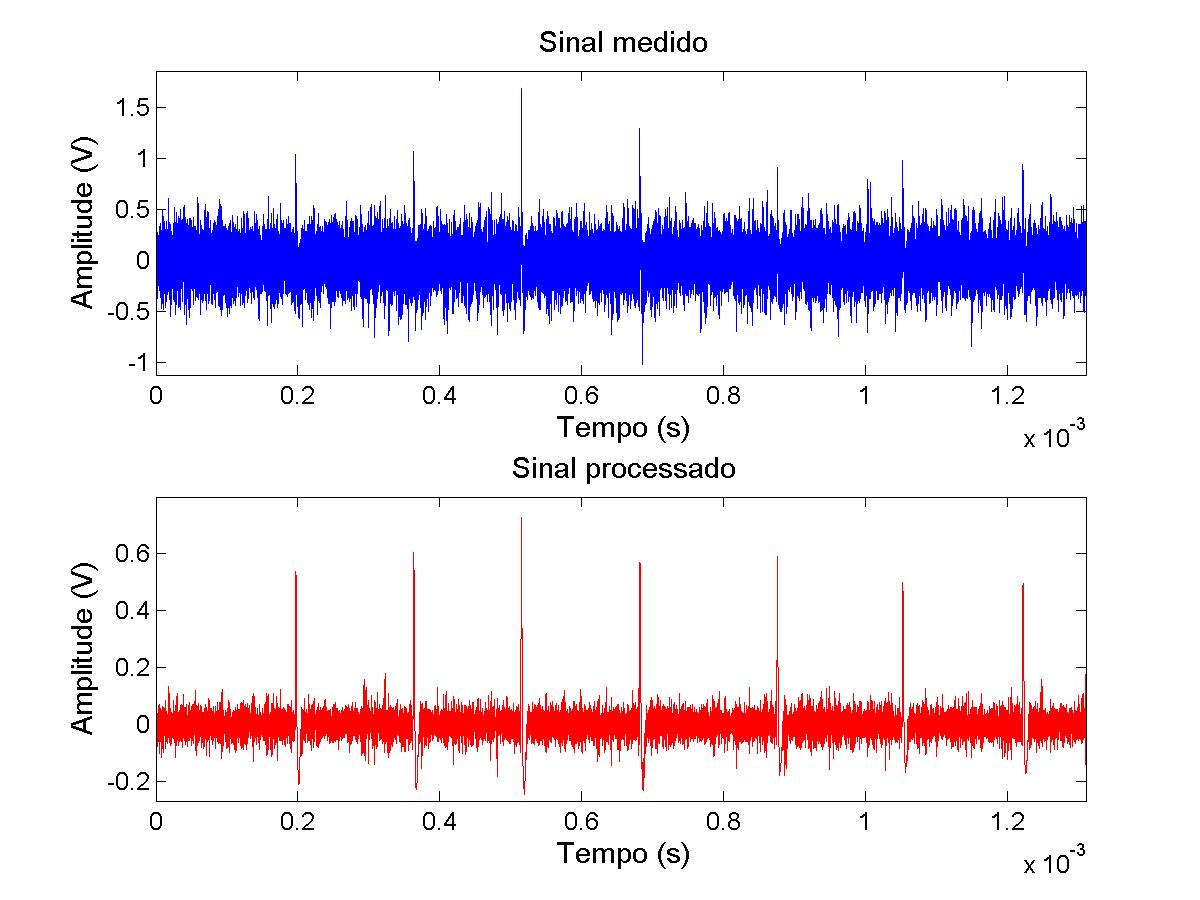 Sinal medido
Amplitude (V)
1.5
1
0.5
0
-0.5
-1
0 0.2 0.4 0.6 0.8 1 1.2
Tempo (s)
x 10-3
Sinal processado
Amplitude (V)
0.6
0.4
0.2
0
-0.2
0 0.2 0.4 0.6 0.8 1 1.2
Tempo (s)
x 10-3